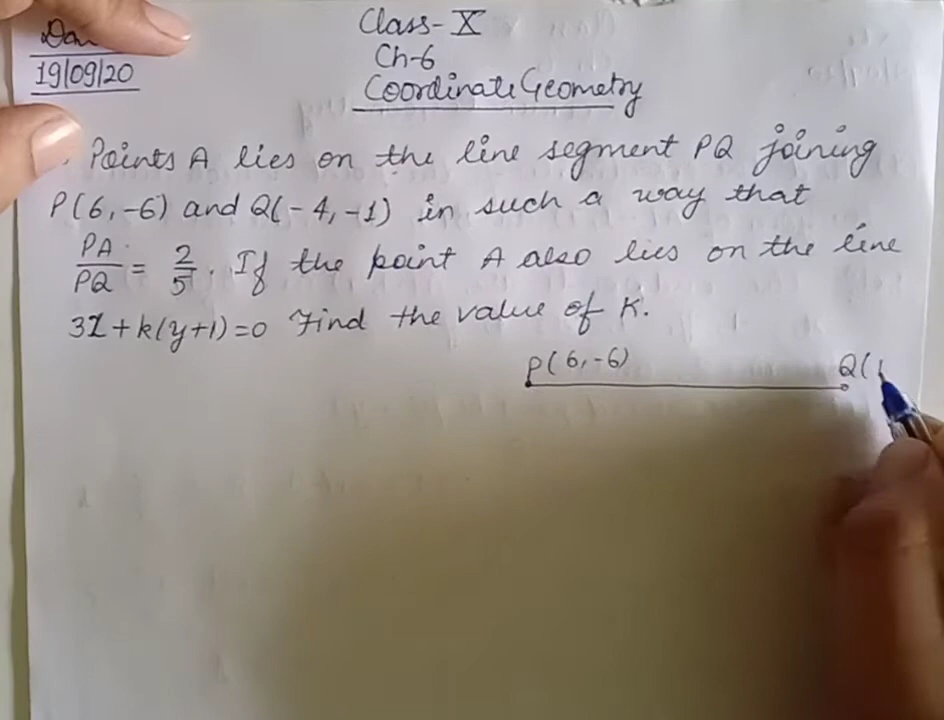 Class-X
19/09/20
Ch-6
Coordinate Geometry
Points A lies on the line segment PQ joining
P(6,-6) and Q(-4,-1) in such a way that
PA/PQ = 2/5. If the point A also lies on the line
3x+k(y+1)=0 Find the value of K.
P(6,-6) Q(